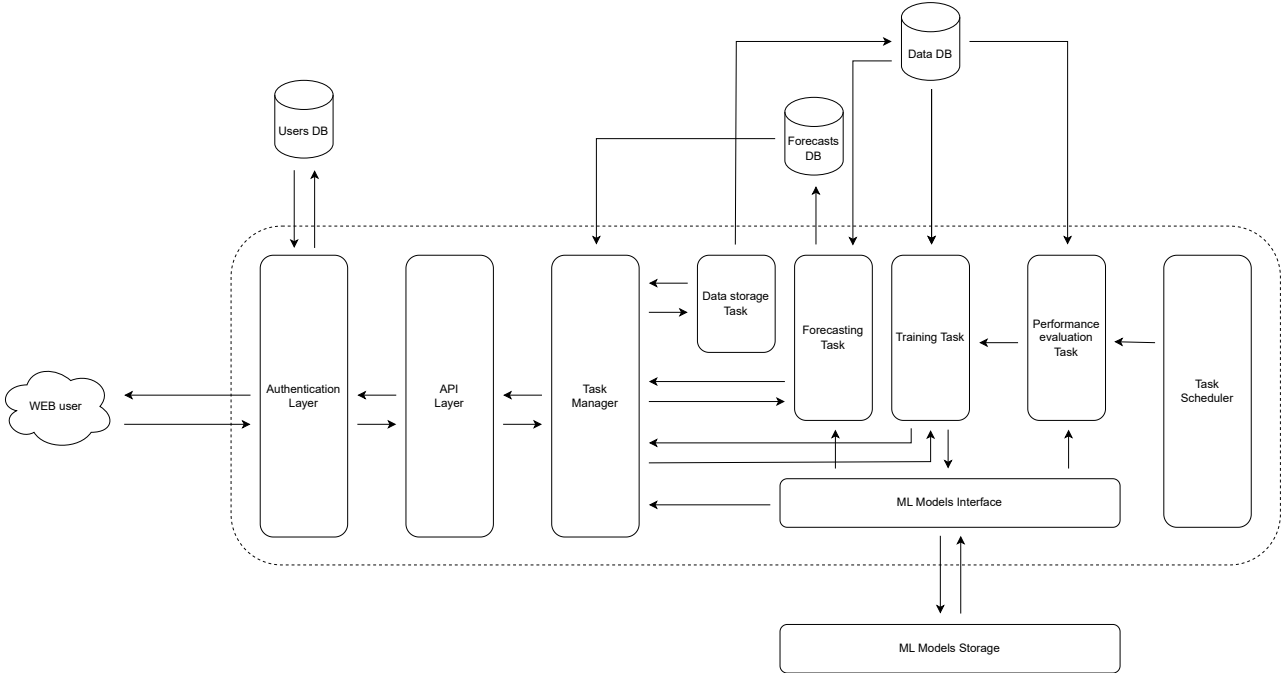 Data DB
Users DB
Forecasts
DB
Data storage
Task
Forecasting
Task
Training Task
Performance
evaluation
Task
Task
Scheduler
WEB user
Authentication
Layer
API
Layer
Task
Manager
ML Models Interface
ML Models Storage